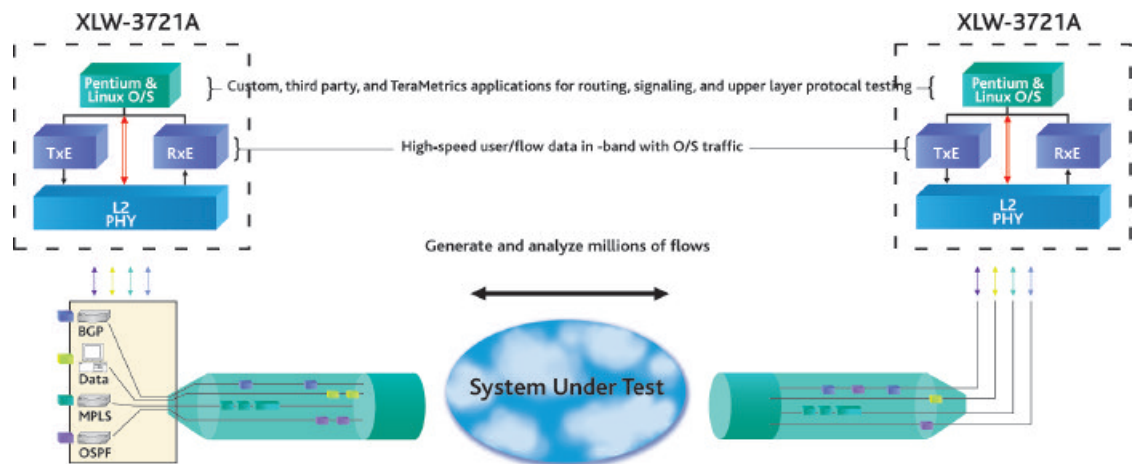 XLW-3721A
XLW-3721A
Pentium &
Linux O/S
Custom, third party, and TeraMetrics applications for routing, signaling, and upper layer protocal testing
Pentium &
Linux O/S
TxE
RxE
High-speed user/flow data in -band with O/S traffic
TxE
RxE
L2
PHY
L2
PHY
Generate and analyze millions of flows
BGP
Data
MPLS
OSPF
System Under Test